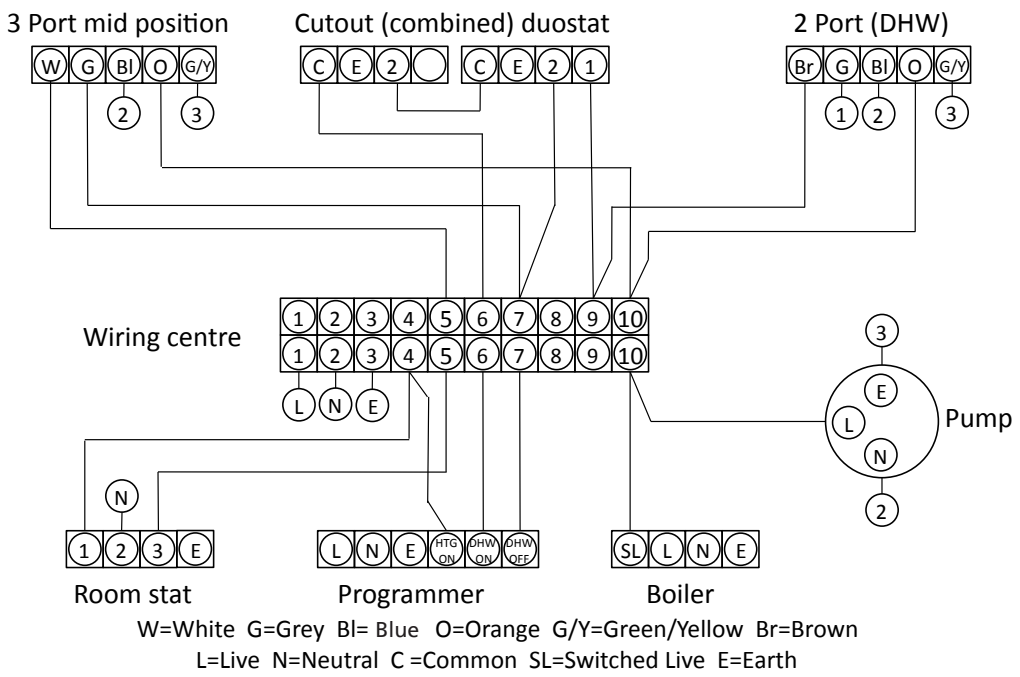 3 Port mid position Cutout (combined) duostat 2 Port (DHW)
W G Bl O G/Y C E 2 C E 2 1 Br G Bl O G/Y
2 3 1 2 3
Wiring centre
1 2 3 4 5 6 7 8 9 10
1 2 3 4 5 6 7 8 9 10
L N E
3
E
L
N
Pump
2
N
1 2 3 E L N E HTG ON DHW ON DHW OFF SL L N E
Room stat Programmer Boiler
W=White G=Grey Bl= Blue O=Orange G/Y=Green/Yellow Br=Brown
L=Live N=Neutral C =Common SL=Switched Live E=Earth